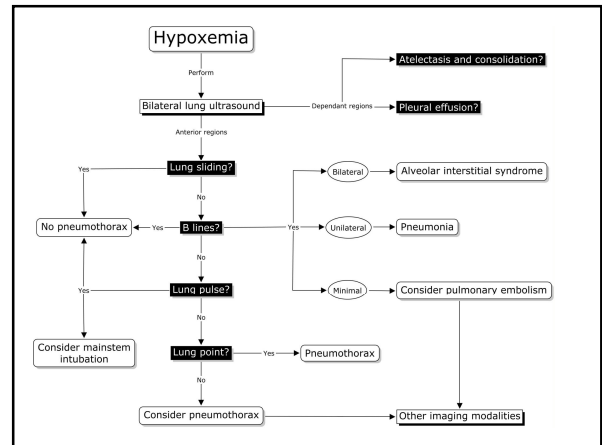 Hypoxemia
Perform
Atelectasis and consolidation?
Bilateral lung ultrasound
Dependant regions
Pleural effusion?
Anterior regions
Yes
Lung sliding?
Bilateral
Alveolar interstitial syndrome
No
No pneumothorax
Yes
B lines?
Yes
Unilateral
Pneumonia
No
Yes
Lung pulse?
Minimal
Consider pulmonary embolism
No
Consider mainstem
intubation
Lung point?
Yes
Pneumothorax
No
Consider pneumothorax
Other imaging modalities